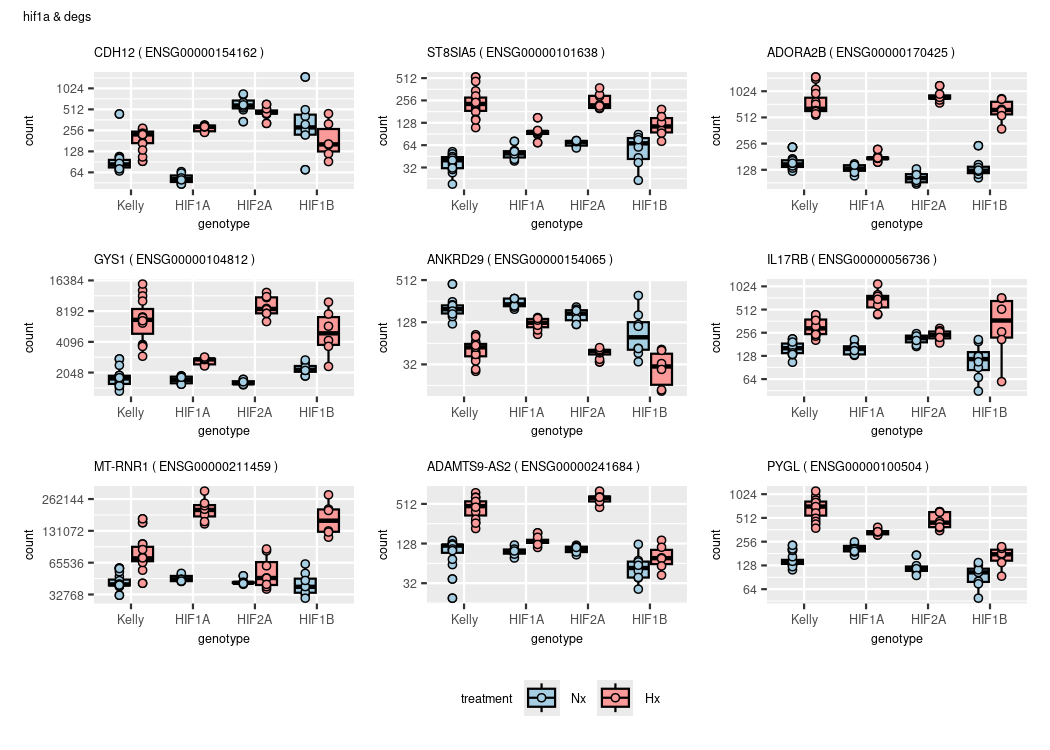 hif1a & degs
CDH12 ( ENSG00000154162 )
count
1024
512
256
128
64
Kelly HIF1A HIF2A HIF1B
genotype
ST8SIA5 ( ENSG00000101638 )
count
512
256
128
64
32
Kelly HIF1A HIF2A HIF1B
genotype
ADORA2B ( ENSG00000170425 )
count
1024
512
256
128
Kelly HIF1A HIF2A HIF1B
genotype
GYS1 ( ENSG00000104812 )
count
16384
8192
4096
2048
Kelly HIF1A HIF2A HIF1B
genotype
ANKRD29 ( ENSG00000154065 )
count
512
128
32
Kelly HIF1A HIF2A HIF1B
genotype
IL17RB ( ENSG00000056736 )
count
1024
512
256
128
64
Kelly HIF1A HIF2A HIF1B
genotype
MT-RNR1 ( ENSG00000211459 )
count
262144
131072
65536
32768
Kelly HIF1A HIF2A HIF1B
genotype
ADAMTS9-AS2 ( ENSG00000241684 )
count
512
128
32
Kelly HIF1A HIF2A HIF1B
genotype
PYGL ( ENSG00000100504 )
count
1024
512
256
128
64
Kelly HIF1A HIF2A HIF1B
genotype
treatment Nx Hx